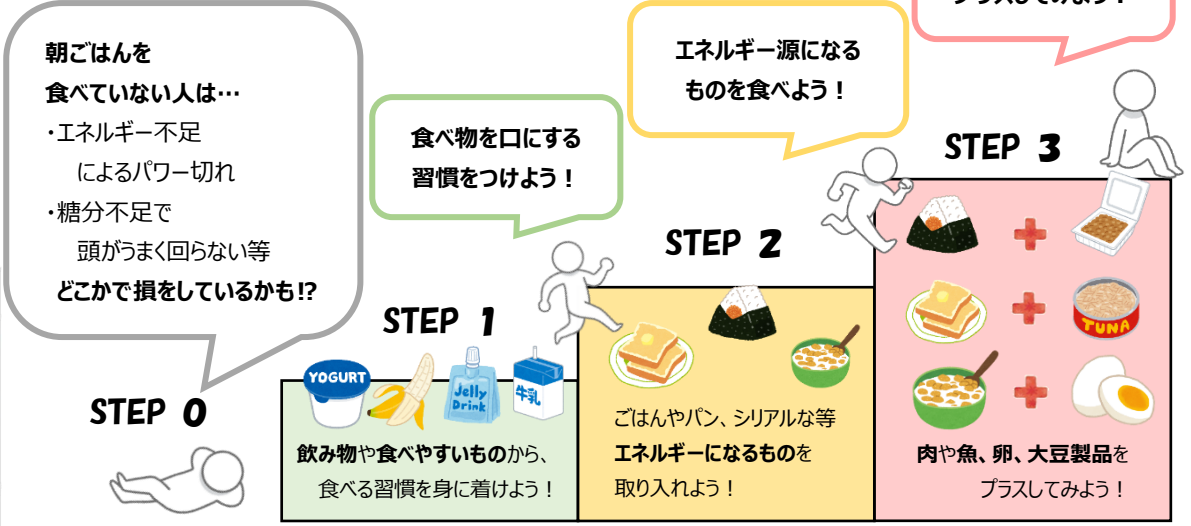 朝ごはんを
食べていない人は…
・エネルギー不足
によるパワー切れ
・糖分不足で
頭がうまく回らない等
どこかで損をしているかも!?
STEP 0
食べ物を口にする
習慣をつけよう！
STEP 1
YOGURT
Jelly
Drink
牛乳
飲み物や食べやすいものから、
食べる習慣を身に着けよう！
エネルギー源になる
ものを食べよう！
STEP 2
ごはんやパン、シリアルな等
エネルギーになるものを
取り入れよう！
プラスしてみよう！
STEP 3
TUNA
肉や魚、卵、大豆製品を
プラスしてみよう！